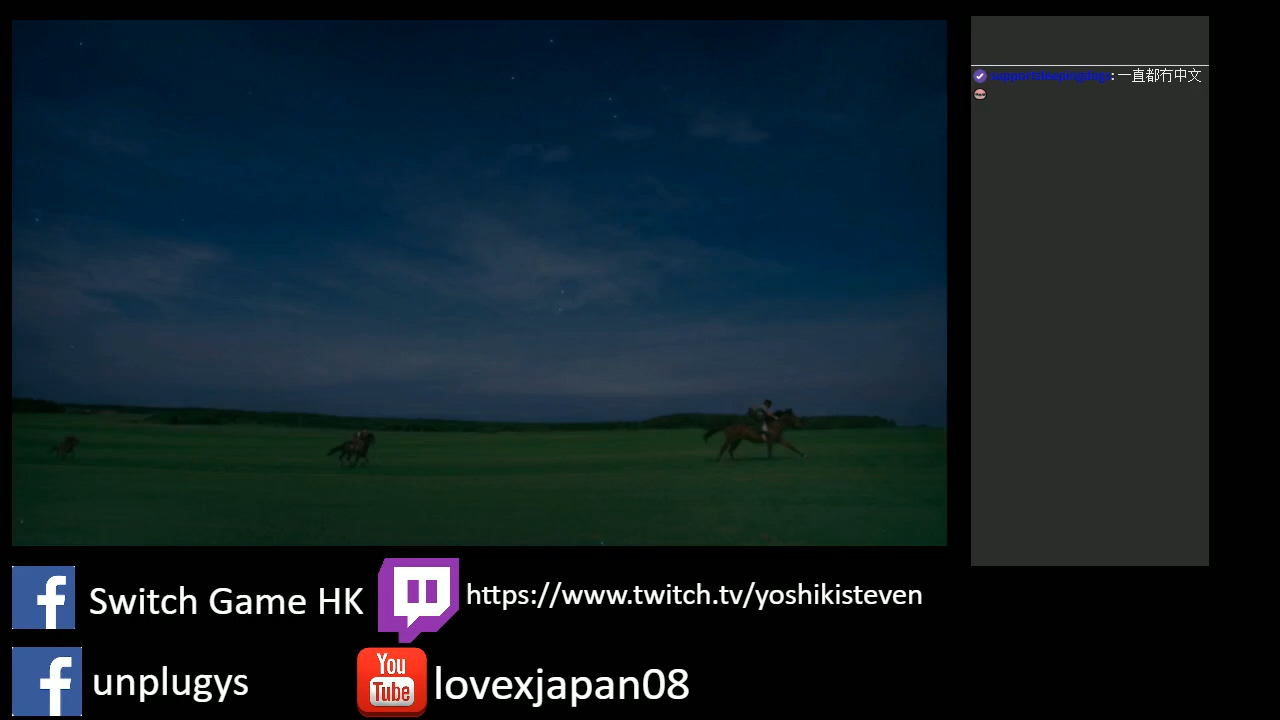 : 一直都冇中文
Switch Game HK
https://www.twitch.tv/yoshikisteven
unplugys
You
Tube
lovexjapan08